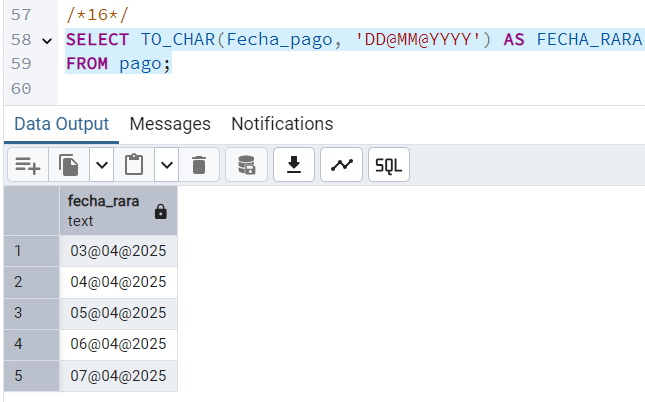 57 /*16*/
58 SELECT TO_CHAR(Fecha_pago, 'DD@MM@YYYY') AS FECHA_RARA
59 FROM pago;
60
Data Output Messages Notifications
SQL
fecha_rara
text
1 03@04@2025
2 04@04@2025
3 05@04@2025
4 06@04@2025
5 07@04@2025